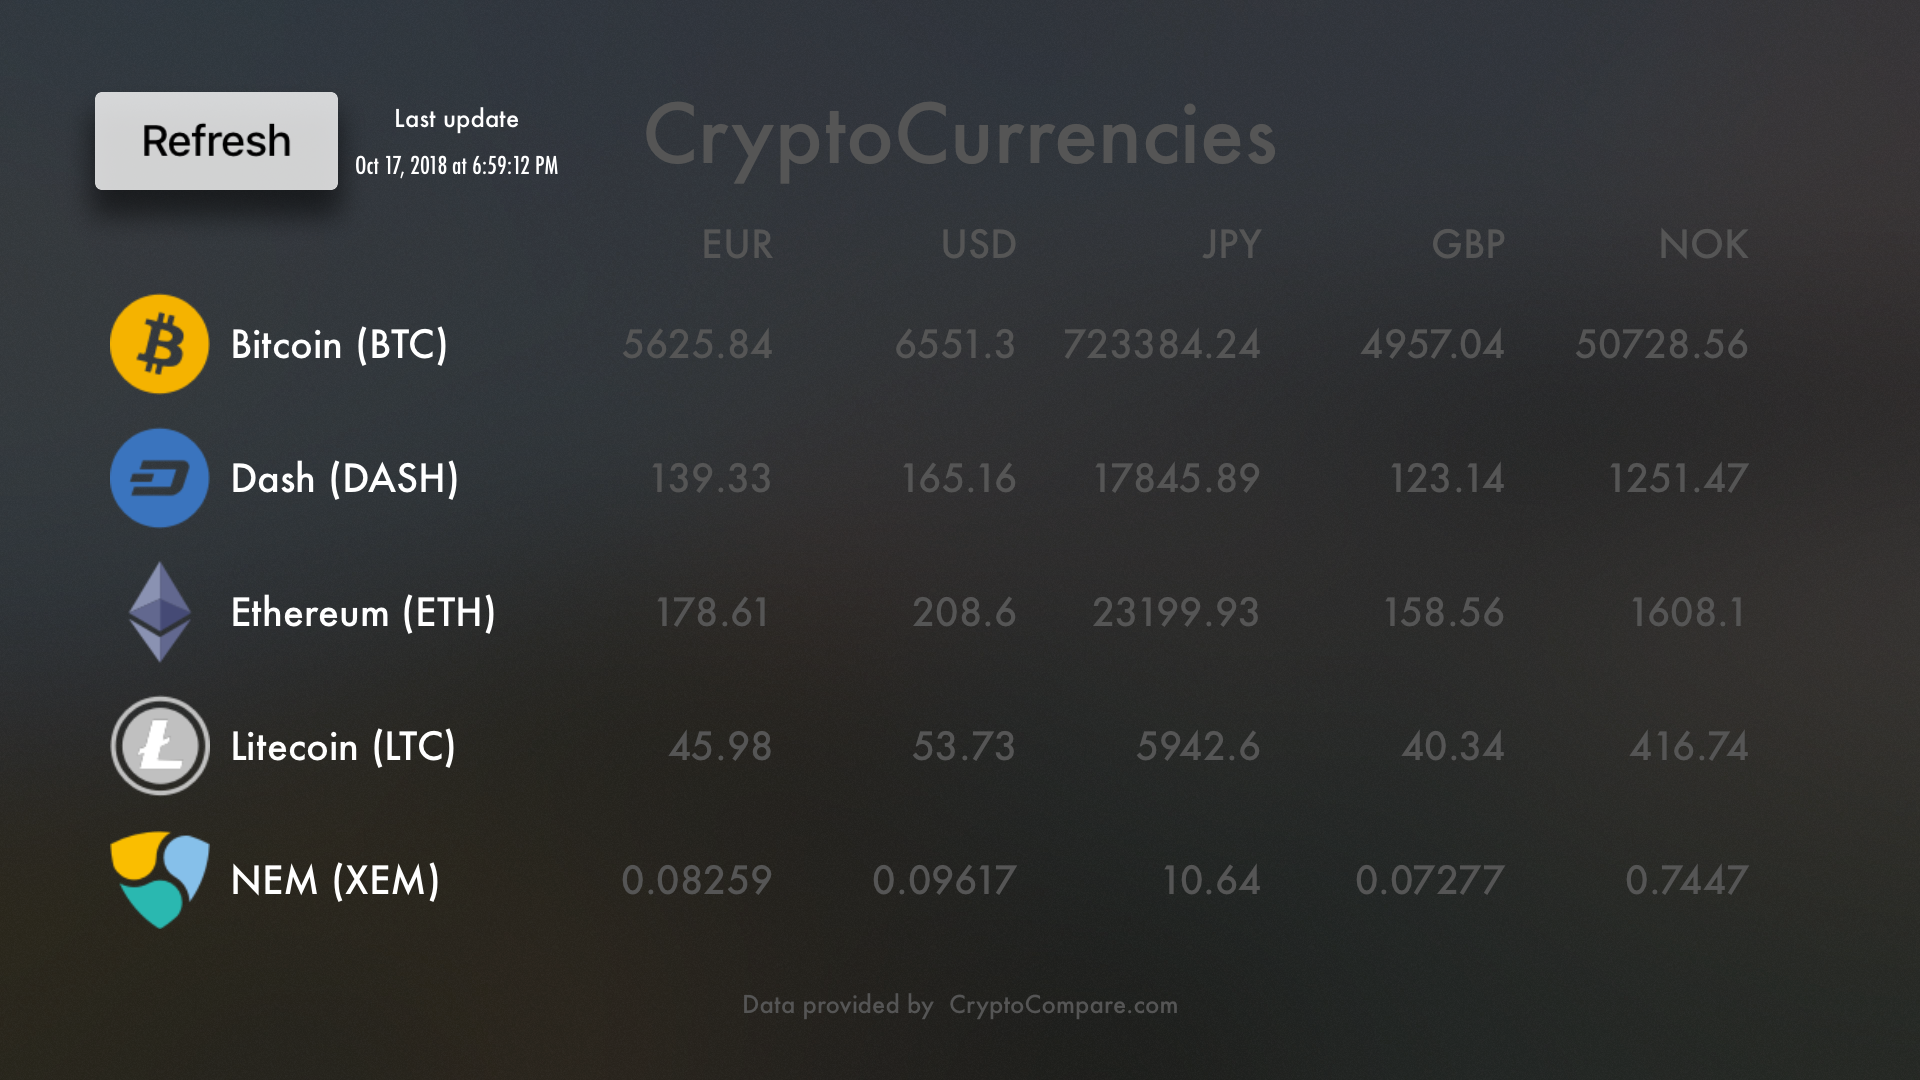 Refresh
Last update
Oct 17, 2018 at 6:59:12 PM
CryptoCurrencies
EUR USD JPY GBP NOK
Bitcoin (BTC) 5625.84 6551.3 723384.24 4957.04 50728.56
Dash (DASH) 139.33 165.16 17845.89 123.14 1251.47
Ethereum (ETH) 178.61 208.6 23199.93 158.56 1608.1
Litecoin (LTC) 45.98 53.73 5942.6 40.34 416.74
NEM (XEM) 0.08259 0.09617 10.64 0.07277 0.7447
Data provided by CryptoCompare.com